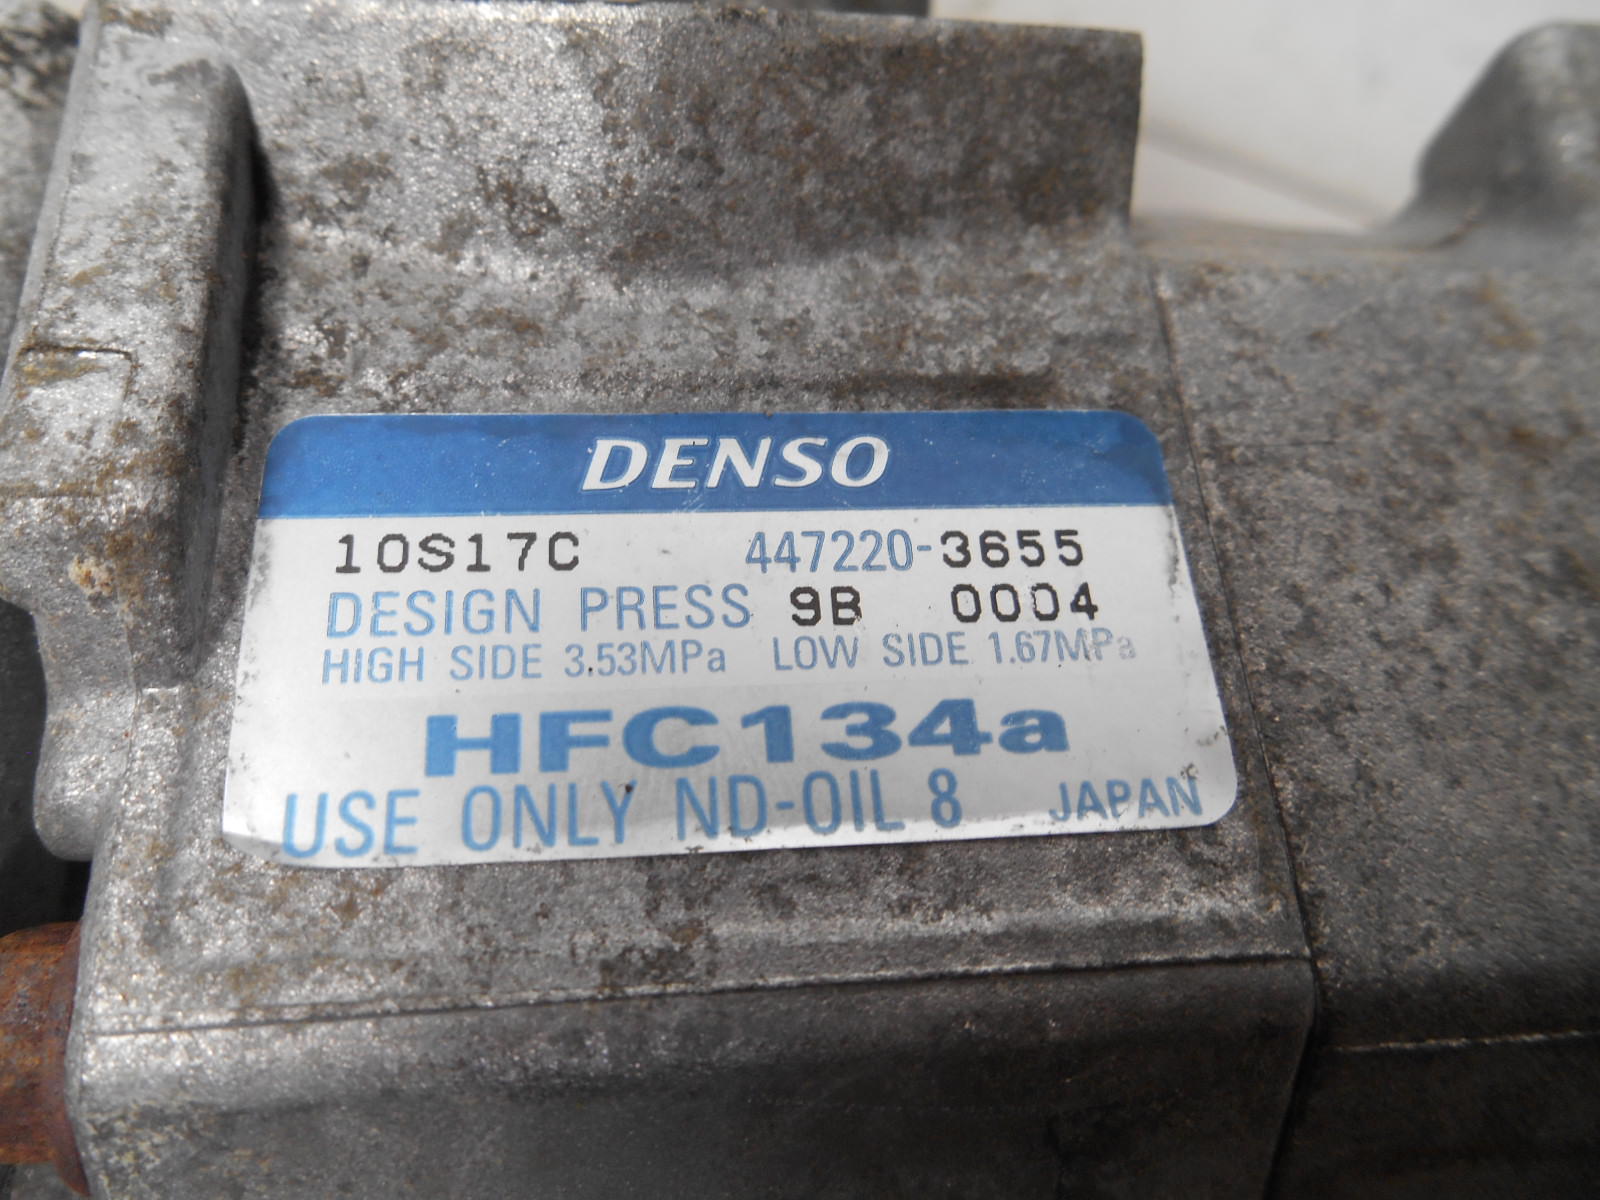 DENSO
10S17C 447220-3655
DESIGN PRESS 9B 0004
HIGH SIDE 3.53MPa LOW SIDE 1.67MPa
HFC134a
USE ONLY ND-OIL 8 JAPAN